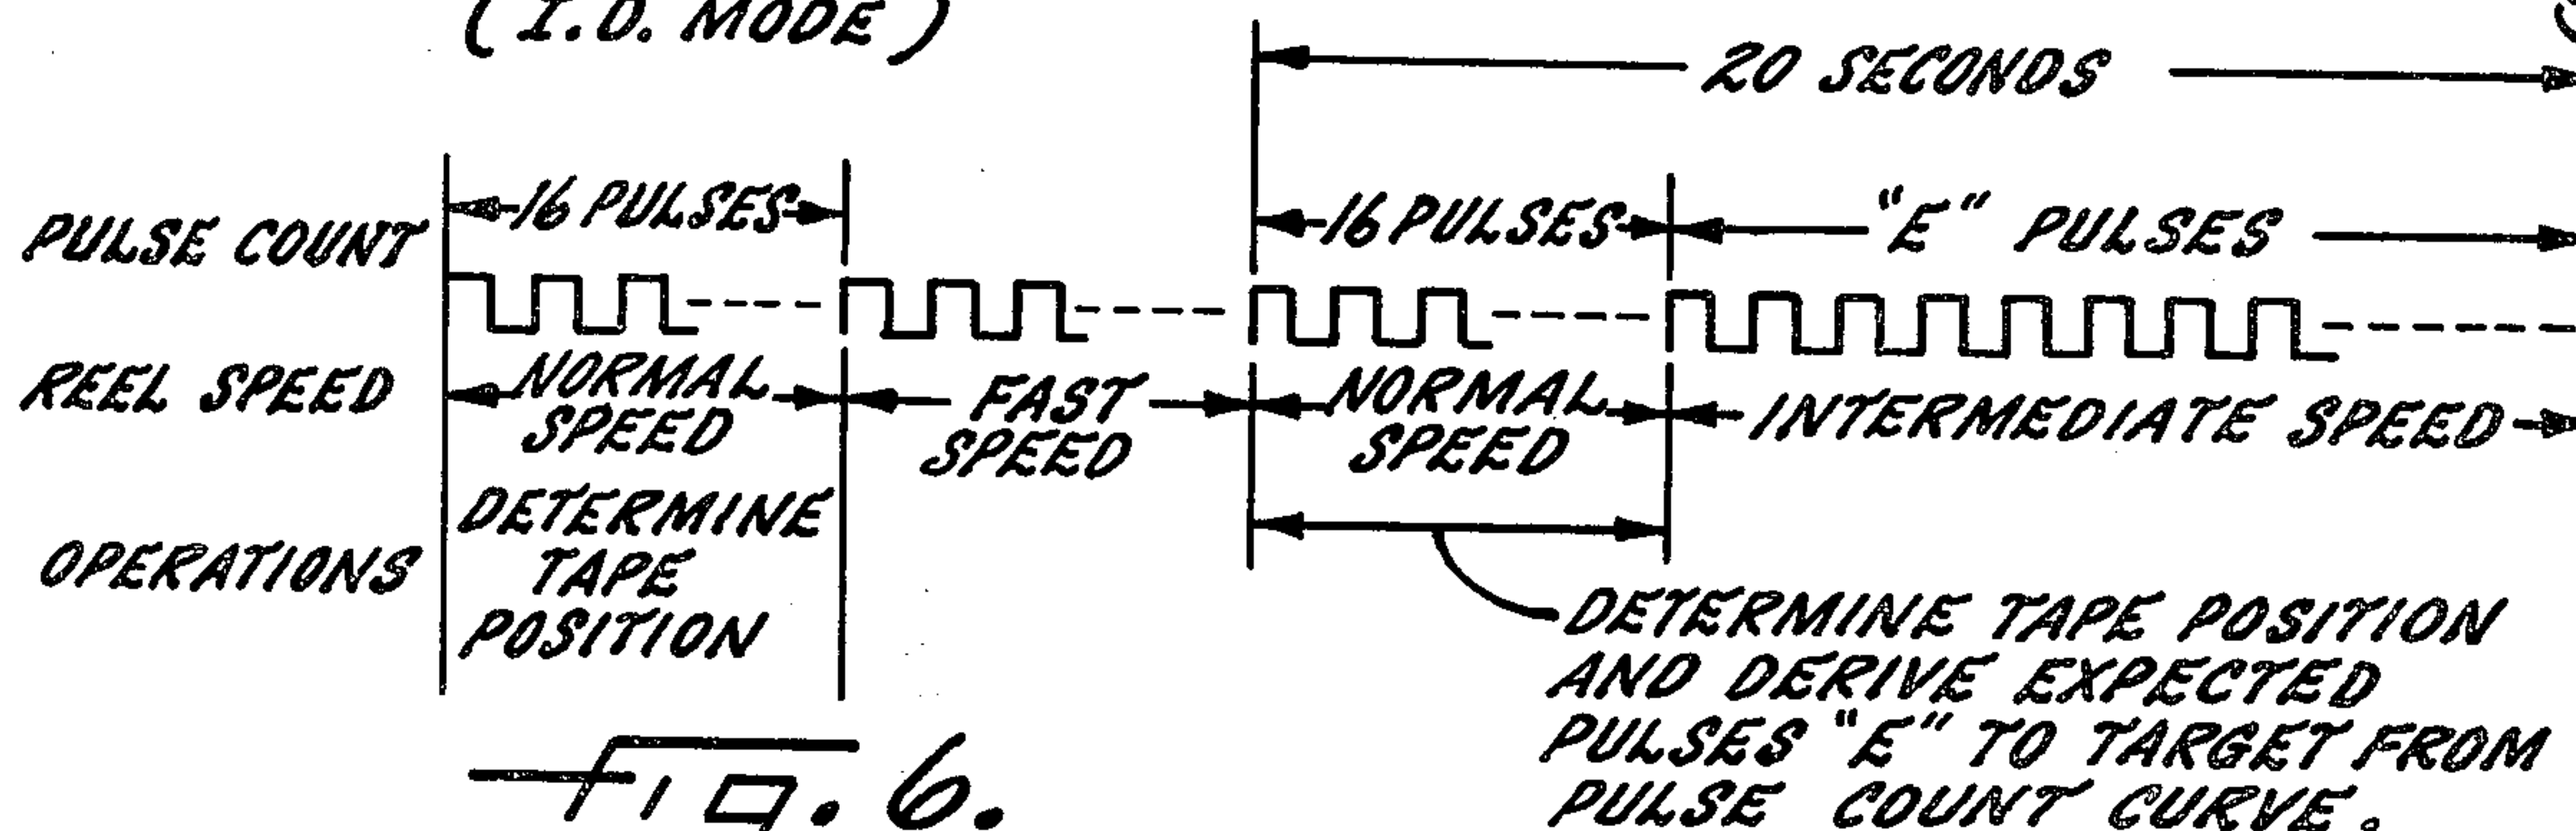 (I.D. MODE)
20 SECONDS
PULSE COUNT
16 PULSES
16 PULSES
"E" PULSES
REEL SPEED
NORMAL
SPEED
FAST
SPEED
NORMAL
SPEED
INTERMEDIATE SPEED
OPERATIONS
DETERMINE
TAPE
POSITION
DETERMINE TAPE POSITION
AND DERIVE EXPECTED
PULSES "E" TO TARGET FROM
PULSE COUNT CURVE.
Fig. 6.